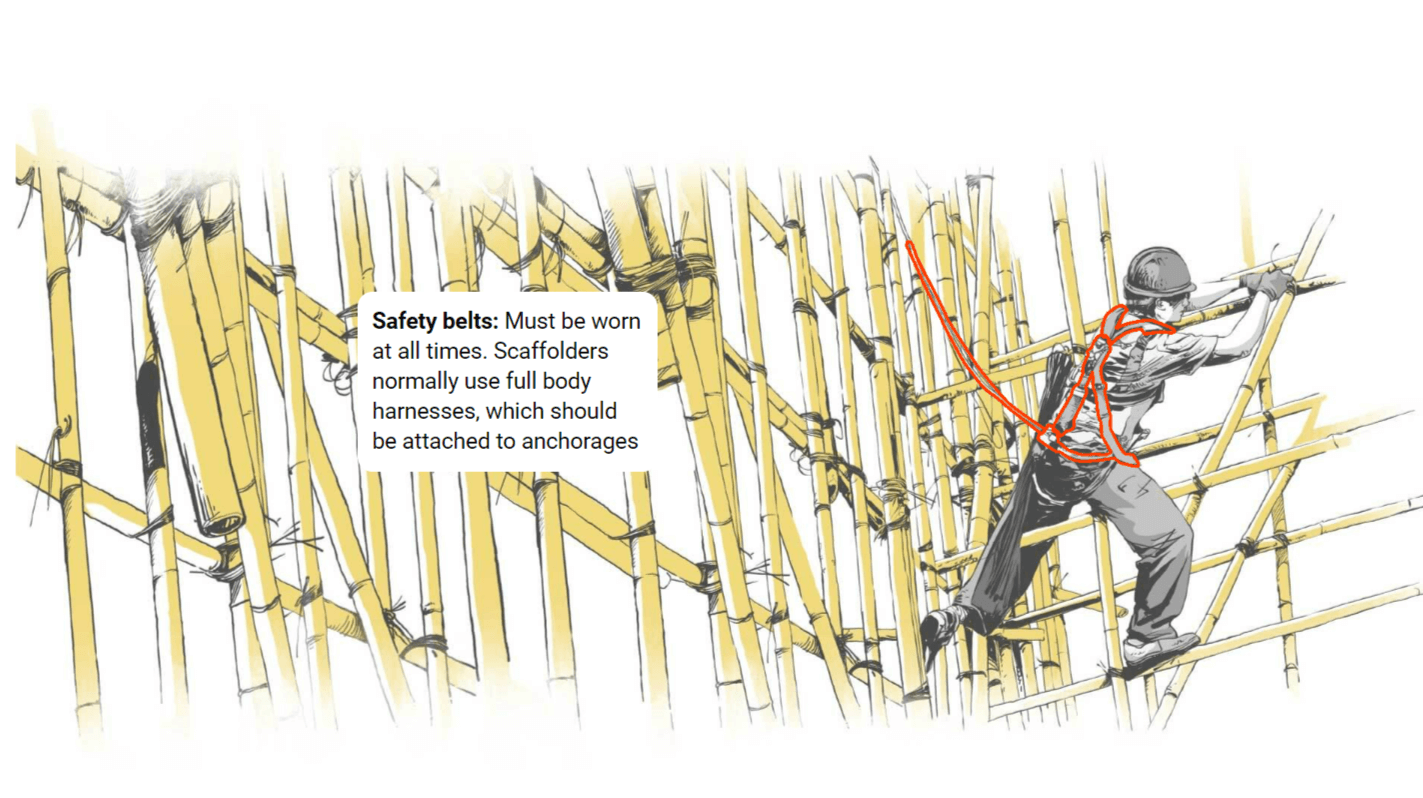 Safety belts: Must be worn
at all times. Scaffolders
normally use full body
harnesses, which should
be attached to anchorages